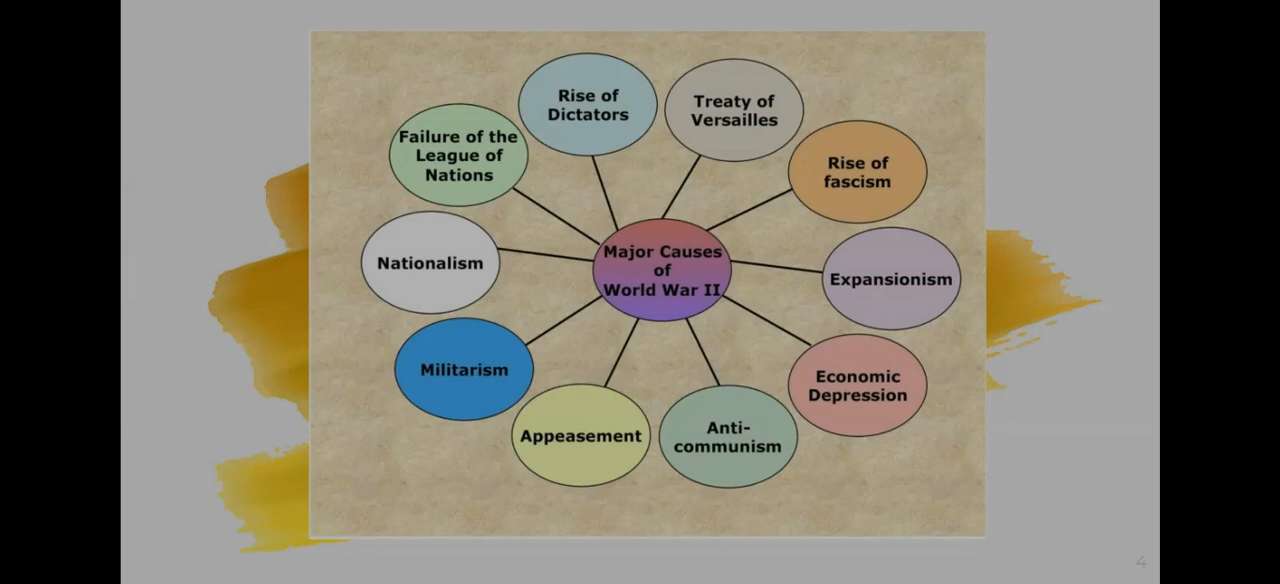 Rise of
Dictators
Treaty of
Versailles
Failure of the
League of
Nations
Rise of
fascism
Nationalism
Major Causes
of
World War II
Expansionism
Militarism
Economic
Depression
Appeasement
Anti-
communism
4